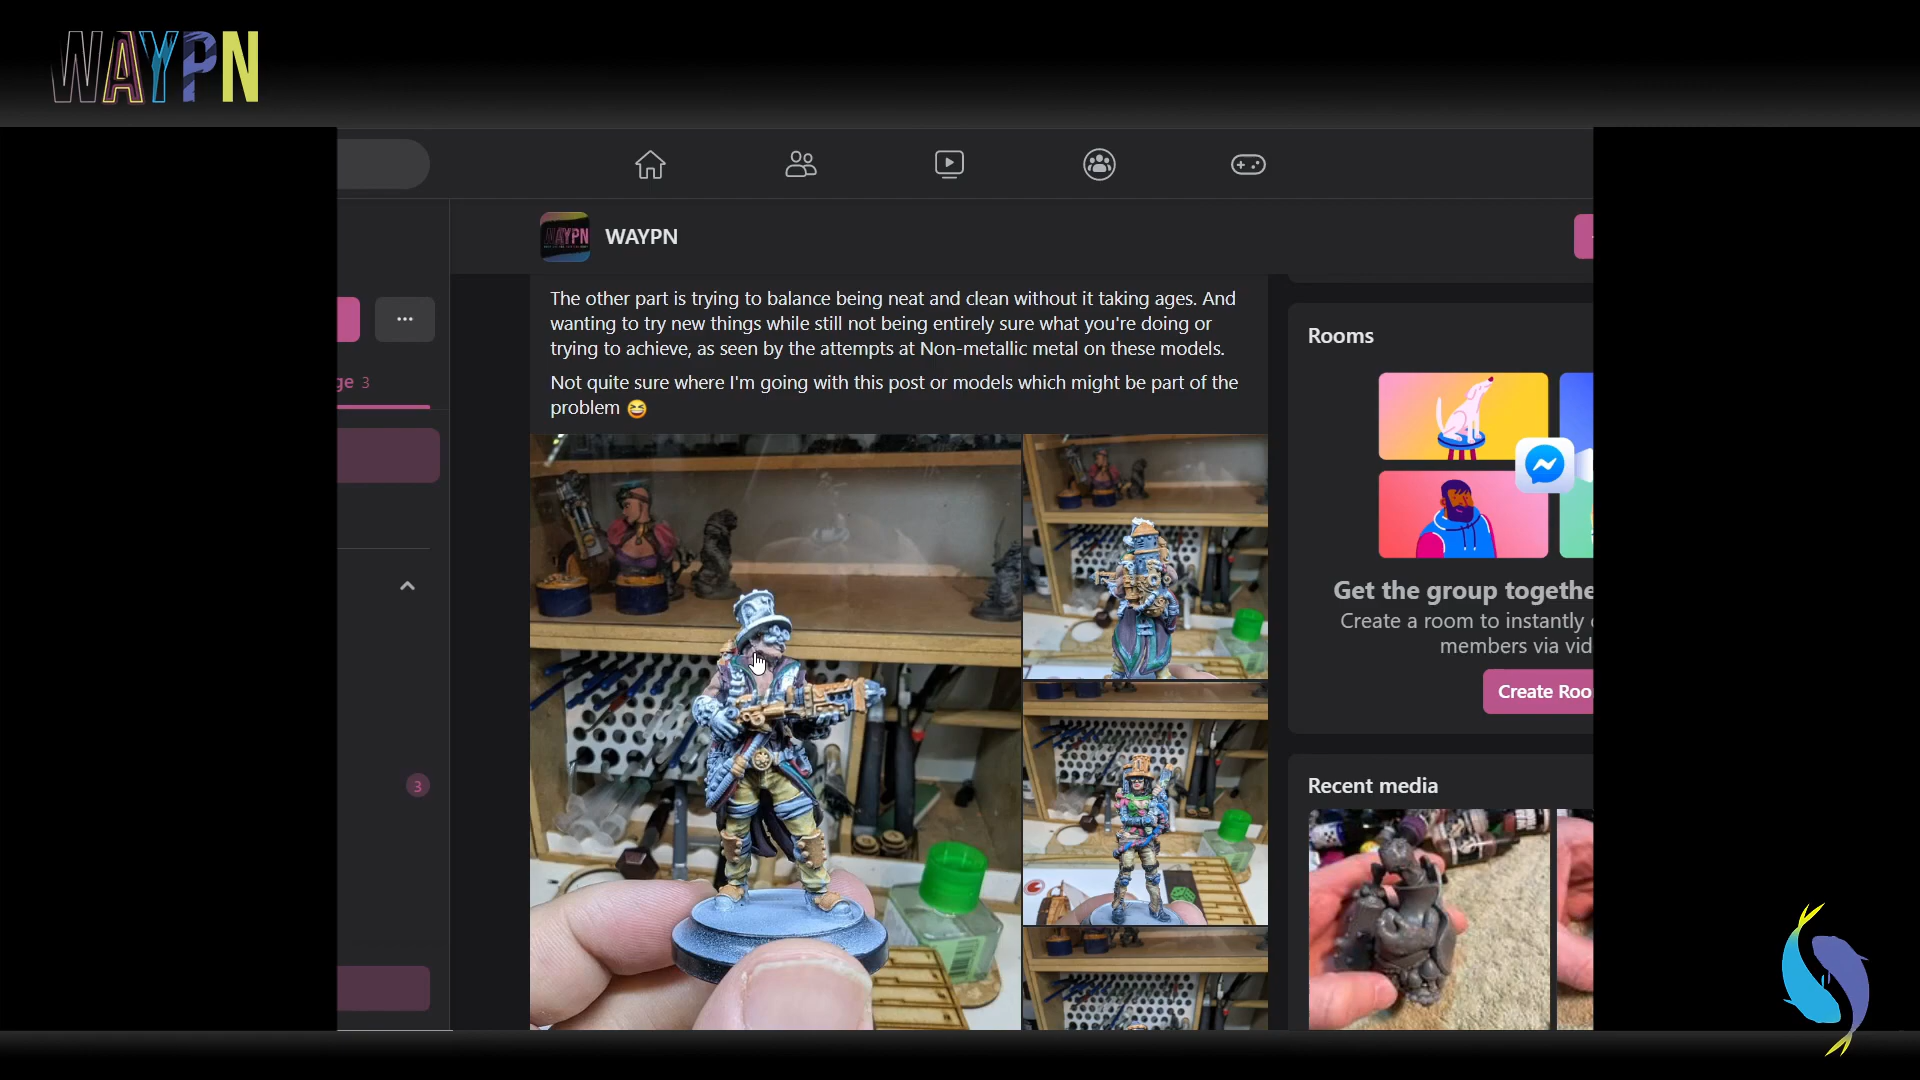 WAYPN
WAYPN
WAYPN
The other part is trying to balance being neat and clean without it taking ages. And
wanting to try new things while still not being entirely sure what you're doing or
trying to achieve, as seen by the attempts at Non-metallic metal on these models.
Not quite sure where I'm going with this post or models which might be part of the
problem 😆
ge 3
3
Rooms
Get the group togethe
Create a room to instantly
members via vid
Create Roo
Recent media